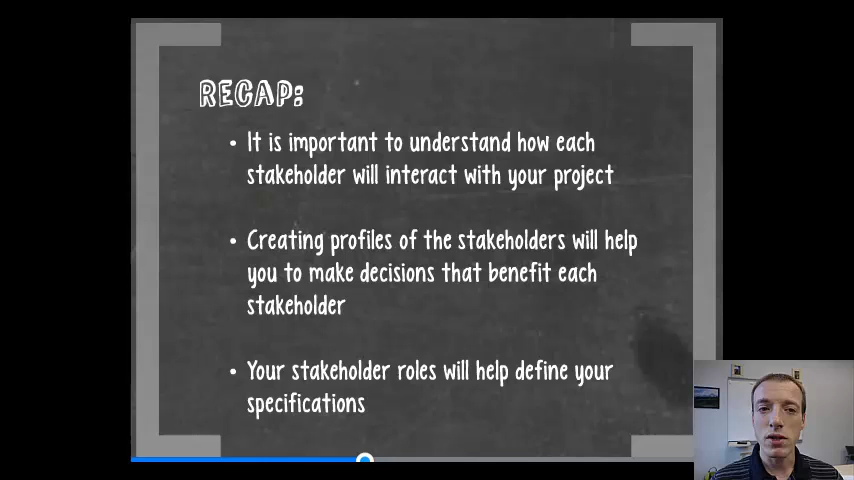 RECAP:
• It is important to understand how each
stakeholder will interact with your project
• Creating profiles of the stakeholders will help
you to make decisions that benefit each
stakeholder
• Your stakeholder roles will help define your
specifications